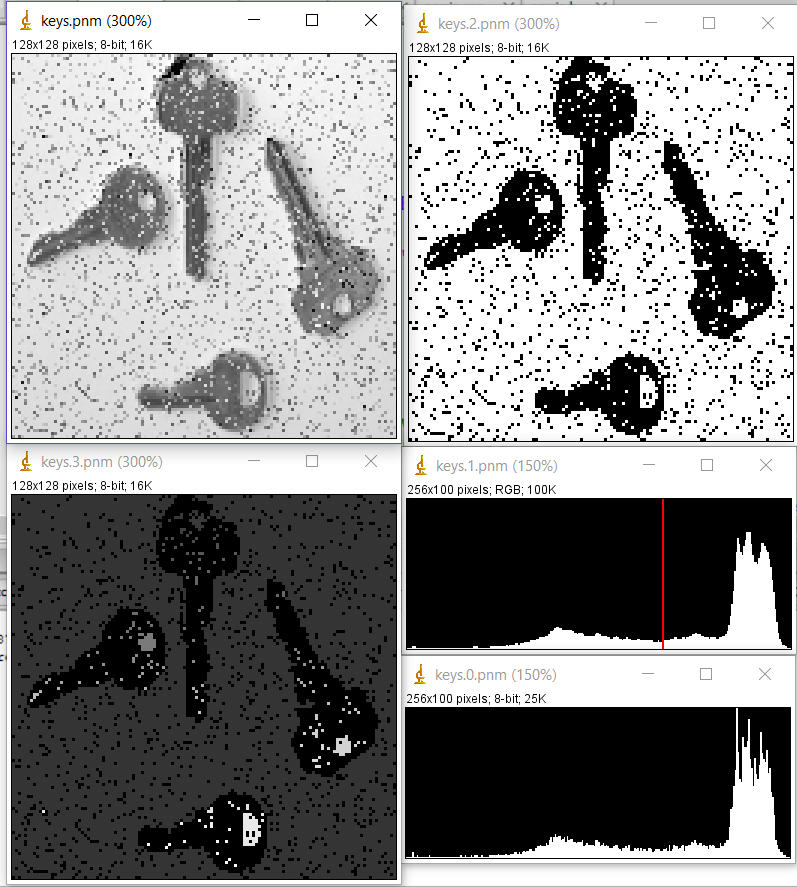 keys.pnm (300%)
128x128 pixels; 8-bit; 16K
keys.2.pnm (300%)
128x128 pixels; 8-bit; 16K
keys.3.pnm (300%)
128x128 pixels; 8-bit; 16K
keys.1.pnm (150%)
256x100 pixels; RGB; 100K
keys.0.pnm (150%)
256x100 pixels; 8-bit; 25K